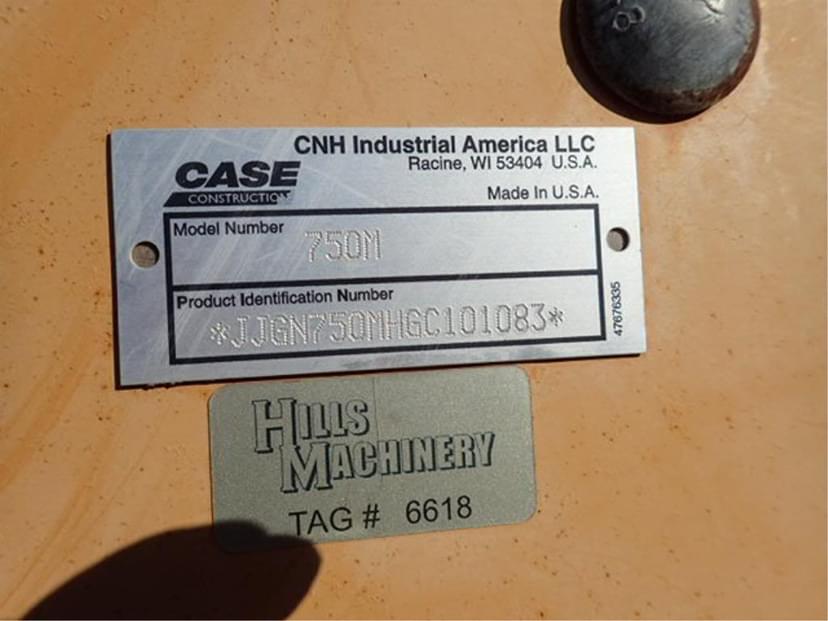 CNH Industrial America LLC
Racine, WI 53404 U.S.A.
CASE
CONSTRUCTION
Made In U.S.A.
Model Number 750M
Product Identification Number
*JJGN750MHGC101083*
47676335
HILLS
MACHINERY
TAG # 6618
8